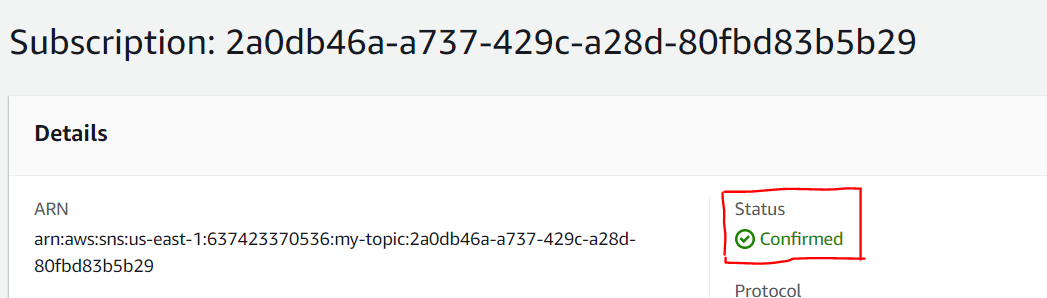 Subscription: 2a0db46a-a737-429c-a28d-80fbd83b5b29
Details
ARN
arn:aws:sns:us-east-1:637423370536:my-topic:2a0db46a-a737-429c-a28d-
80fbd83b5b29
Status
Confirmed
Protocol